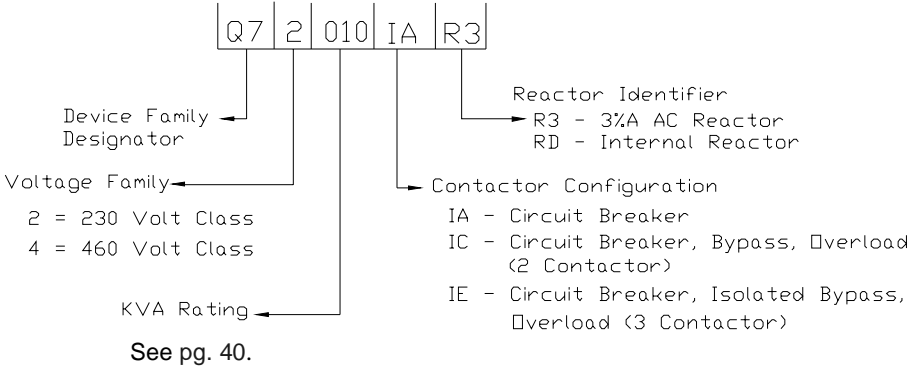 Q7 2 010 IA R3
Device Family
Designator
Voltage Family
2 = 230 Volt Class
4 = 460 Volt Class
KVA Rating
See pg. 40.
Reactor Identifier
R3 - 3%A AC Reactor
RD - Internal Reactor
Contactor Configuration
IA - Circuit Breaker
IC - Circuit Breaker, Bypass, Overload
(2 Contactor)
IE - Circuit Breaker, Isolated Bypass,
Overload (3 Contactor)